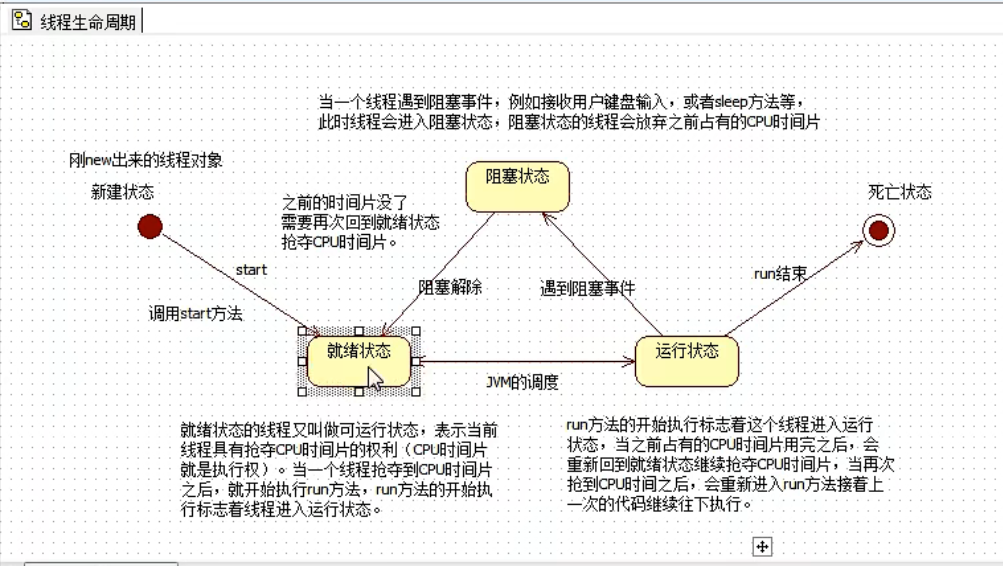 线程生命周期
当一个线程遇到阻塞事件，例如接收用户键盘输入，或者sleep方法等，
此时线程会进入阻塞状态，阻塞状态的线程会放弃之前占有的CPU时间片
刚new出来的线程对象
新建状态
阻塞状态
死亡状态
之前的时间片没了
需要再次回到就绪状态
抢夺CPU时间片。
start
调用start方法
阻塞解除
遇到阻塞事件
run结束
就绪状态
运行状态
JVM的调度
就绪状态的线程又叫做可运行状态，表示当前
线程具有抢夺CPU时间片的权利（CPU时间片
就是执行权）。当一个线程抢夺到CPU时间片
之后，就开始执行run方法，run方法的开始执
行标志着线程进入运行状态。
run方法的开始执行标志着这个线程进入运行
状态，当之前占有的CPU时间片用完之后，会
重新回到就绪状态继续抢夺CPU时间片，当再次
抢到CPU时间之后，会重新进入run方法接着上
一次的代码继续往下执行。